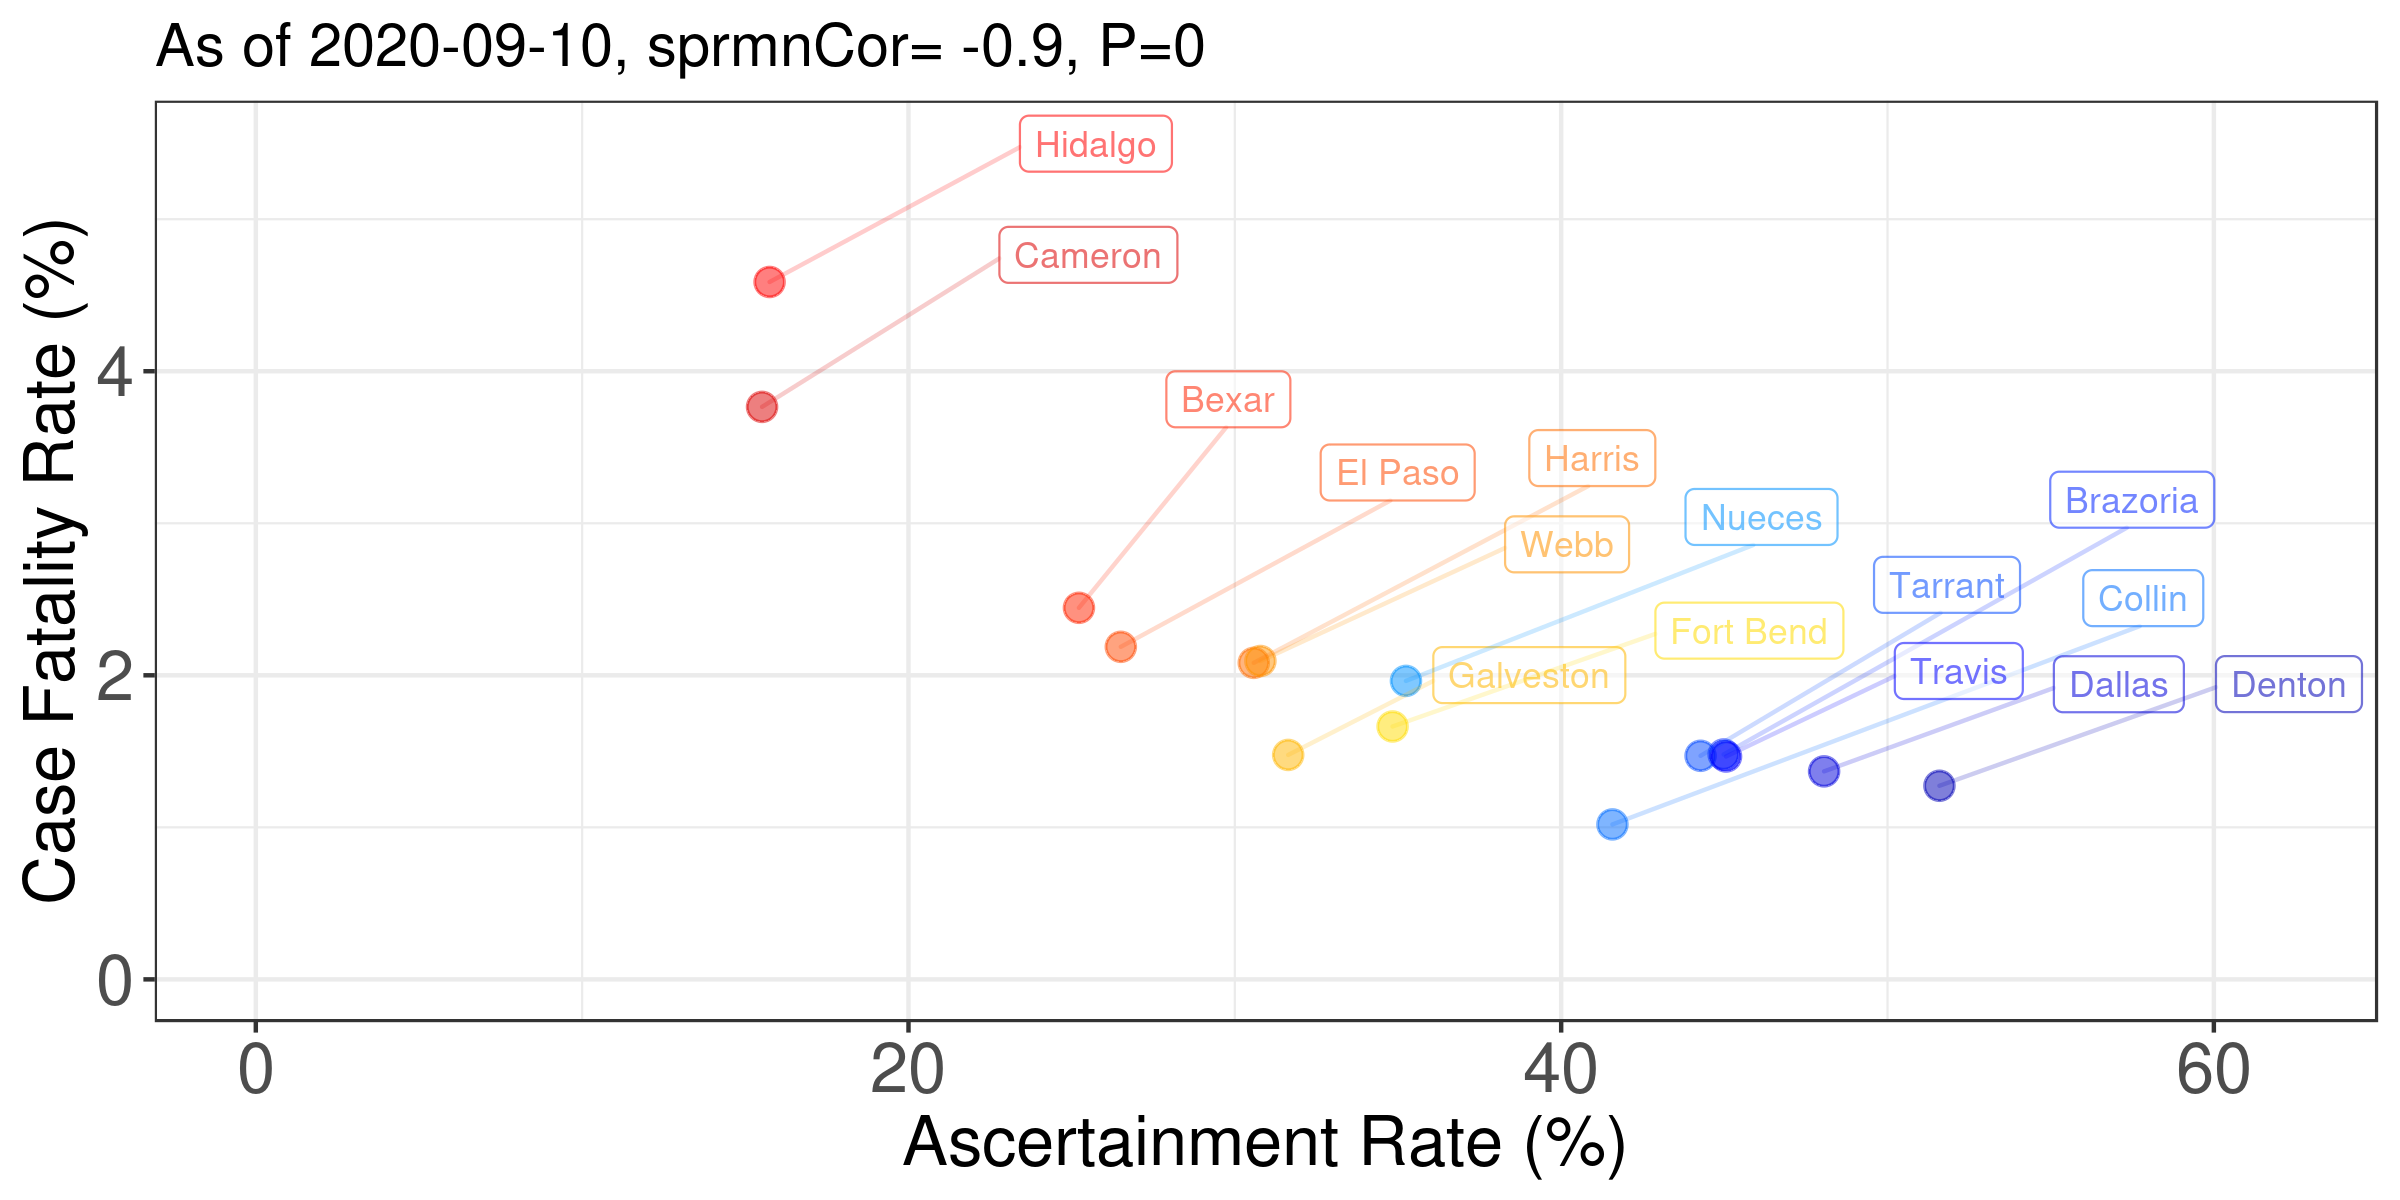 As of 2020-09-10, sprmnCor= -0.9, P=0
Hidalgo
Cameron
Bexar
El Paso
Harris
Webb
Nueces
Brazoria
Tarrant
Collin
Fort Bend
Galveston
Travis
Dallas
Denton
Case Fatality Rate (%)
4
2
0
0 20 40 60
Ascertainment Rate (%)